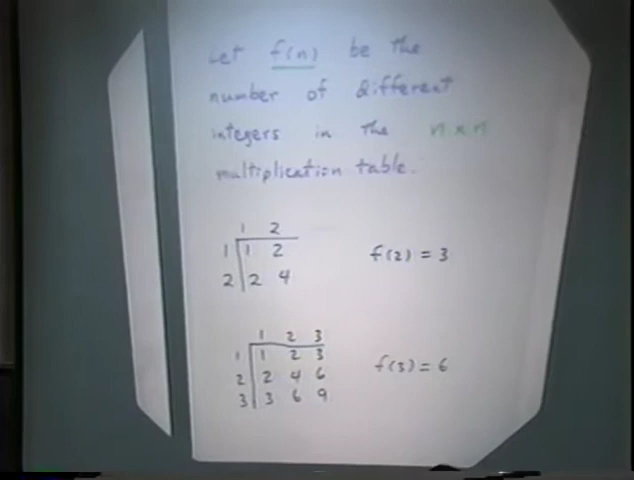 Let f(n) be the
number of different
integers in the n x n
multiplication table.
1 2
1 1 2 f(2) = 3
2 2 4
1 2 3
1 1 2 3
2 2 4 6 f(3) = 6
3 3 6 9